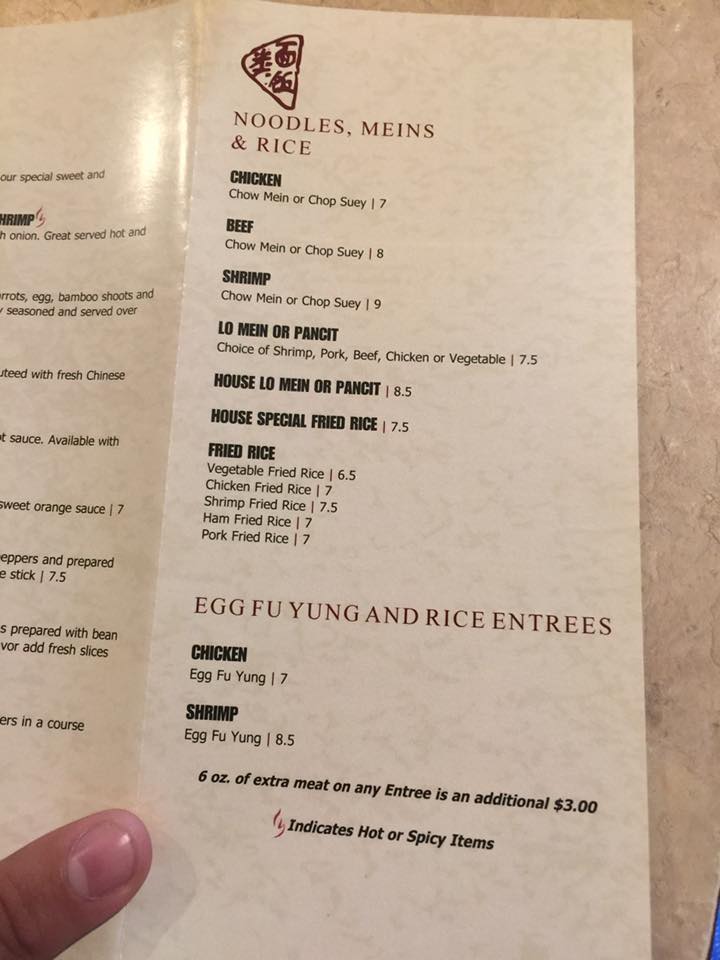 our special sweet and
HRIMP
h onion. Great served hot and
rrots, egg, bamboo shoots and
y seasoned and served over
uteed with fresh Chinese
t sauce. Available with
sweet orange sauce | 7
eppers and prepared
e stick | 7.5
s prepared with bean
vor add fresh slices
ers in a course
面
飯
NOODLES, MEINS
& RICE
CHICKEN
Chow Mein or Chop Suey | 7
BEEF
Chow Mein or Chop Suey | 8
SHRIMP
Chow Mein or Chop Suey | 9
LO MEIN OR PANCIT
Choice of Shrimp, Pork, Beef, Chicken or Vegetable | 7.5
HOUSE LO MEIN OR PANCIT | 8.5
HOUSE SPECIAL FRIED RICE | 7.5
FRIED RICE
Vegetable Fried Rice | 6.5
Chicken Fried Rice | 7
Shrimp Fried Rice | 7.5
Ham Fried Rice | 7
Pork Fried Rice | 7
EGG FU YUNG AND RICE ENTREES
CHICKEN
Egg Fu Yung | 7
SHRIMP
Egg Fu Yung | 8.5
6 oz. of extra meat on any Entree is an additional $3.00
Indicates Hot or Spicy Items